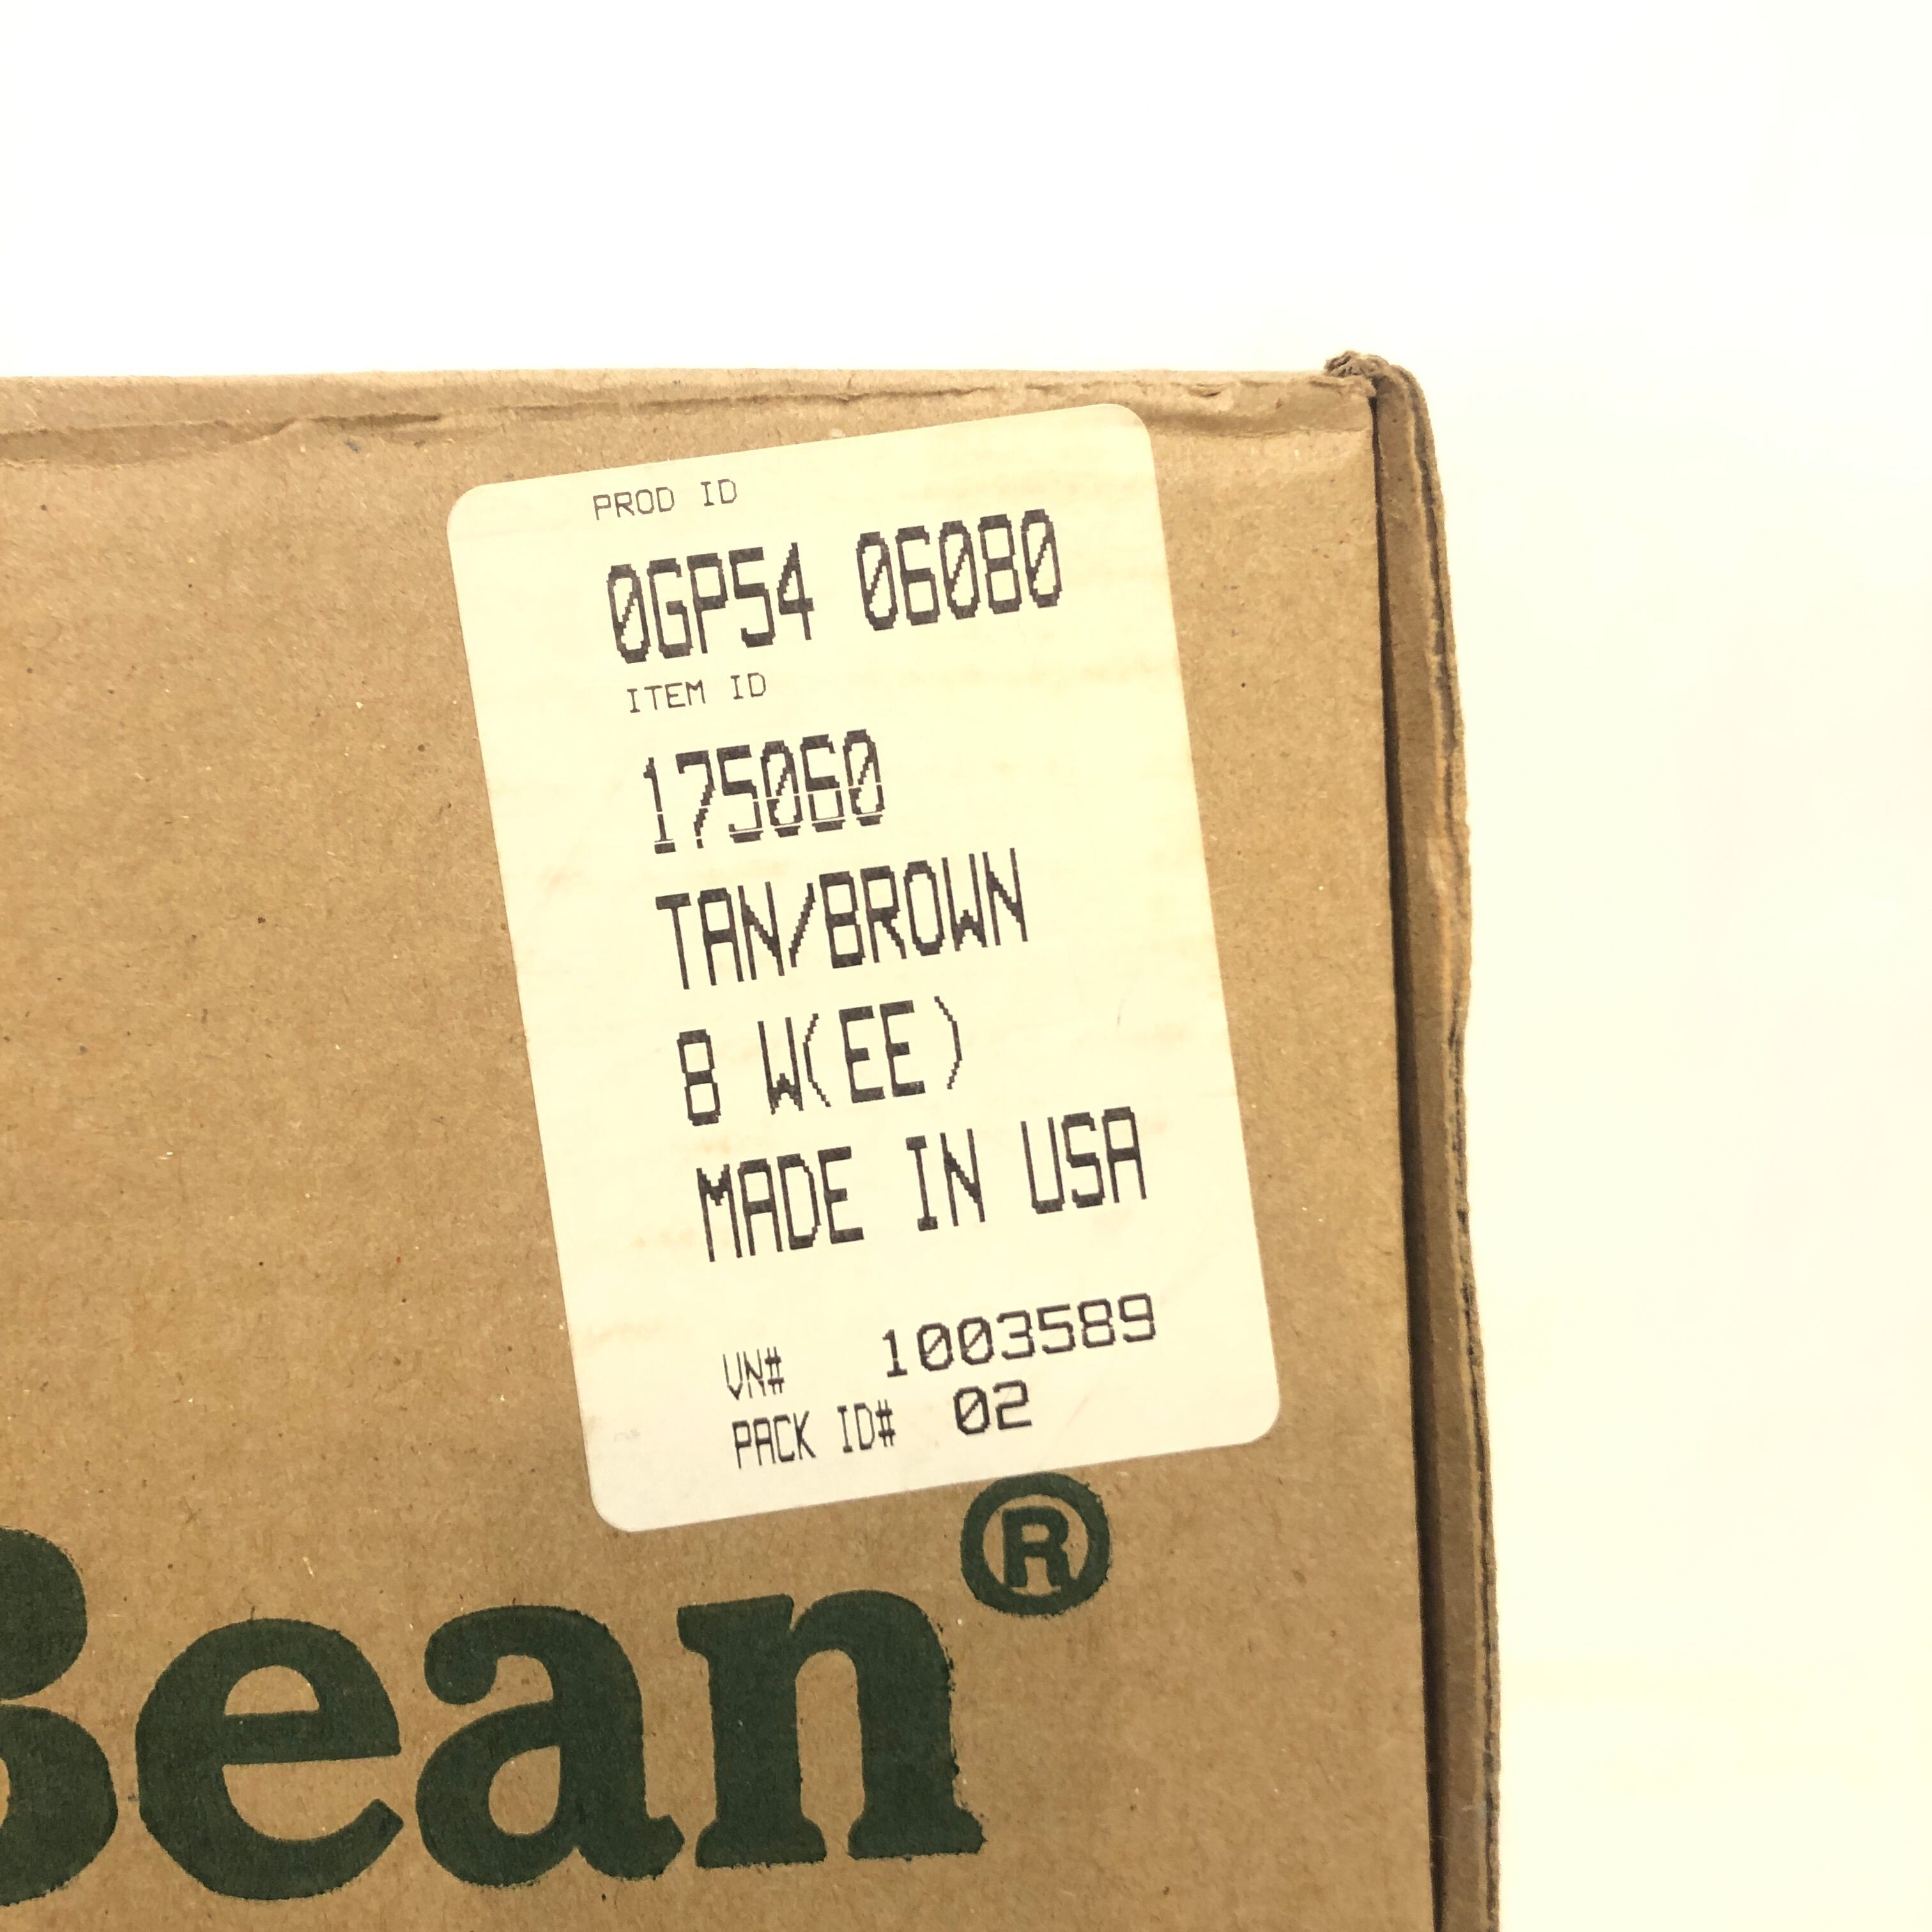 PROD ID
0GP54 06080
ITEM ID
175060
TAN/BROWN
8 W(EE)
MADE IN USA
VN# 1003589
PACK ID# 02
Bean®